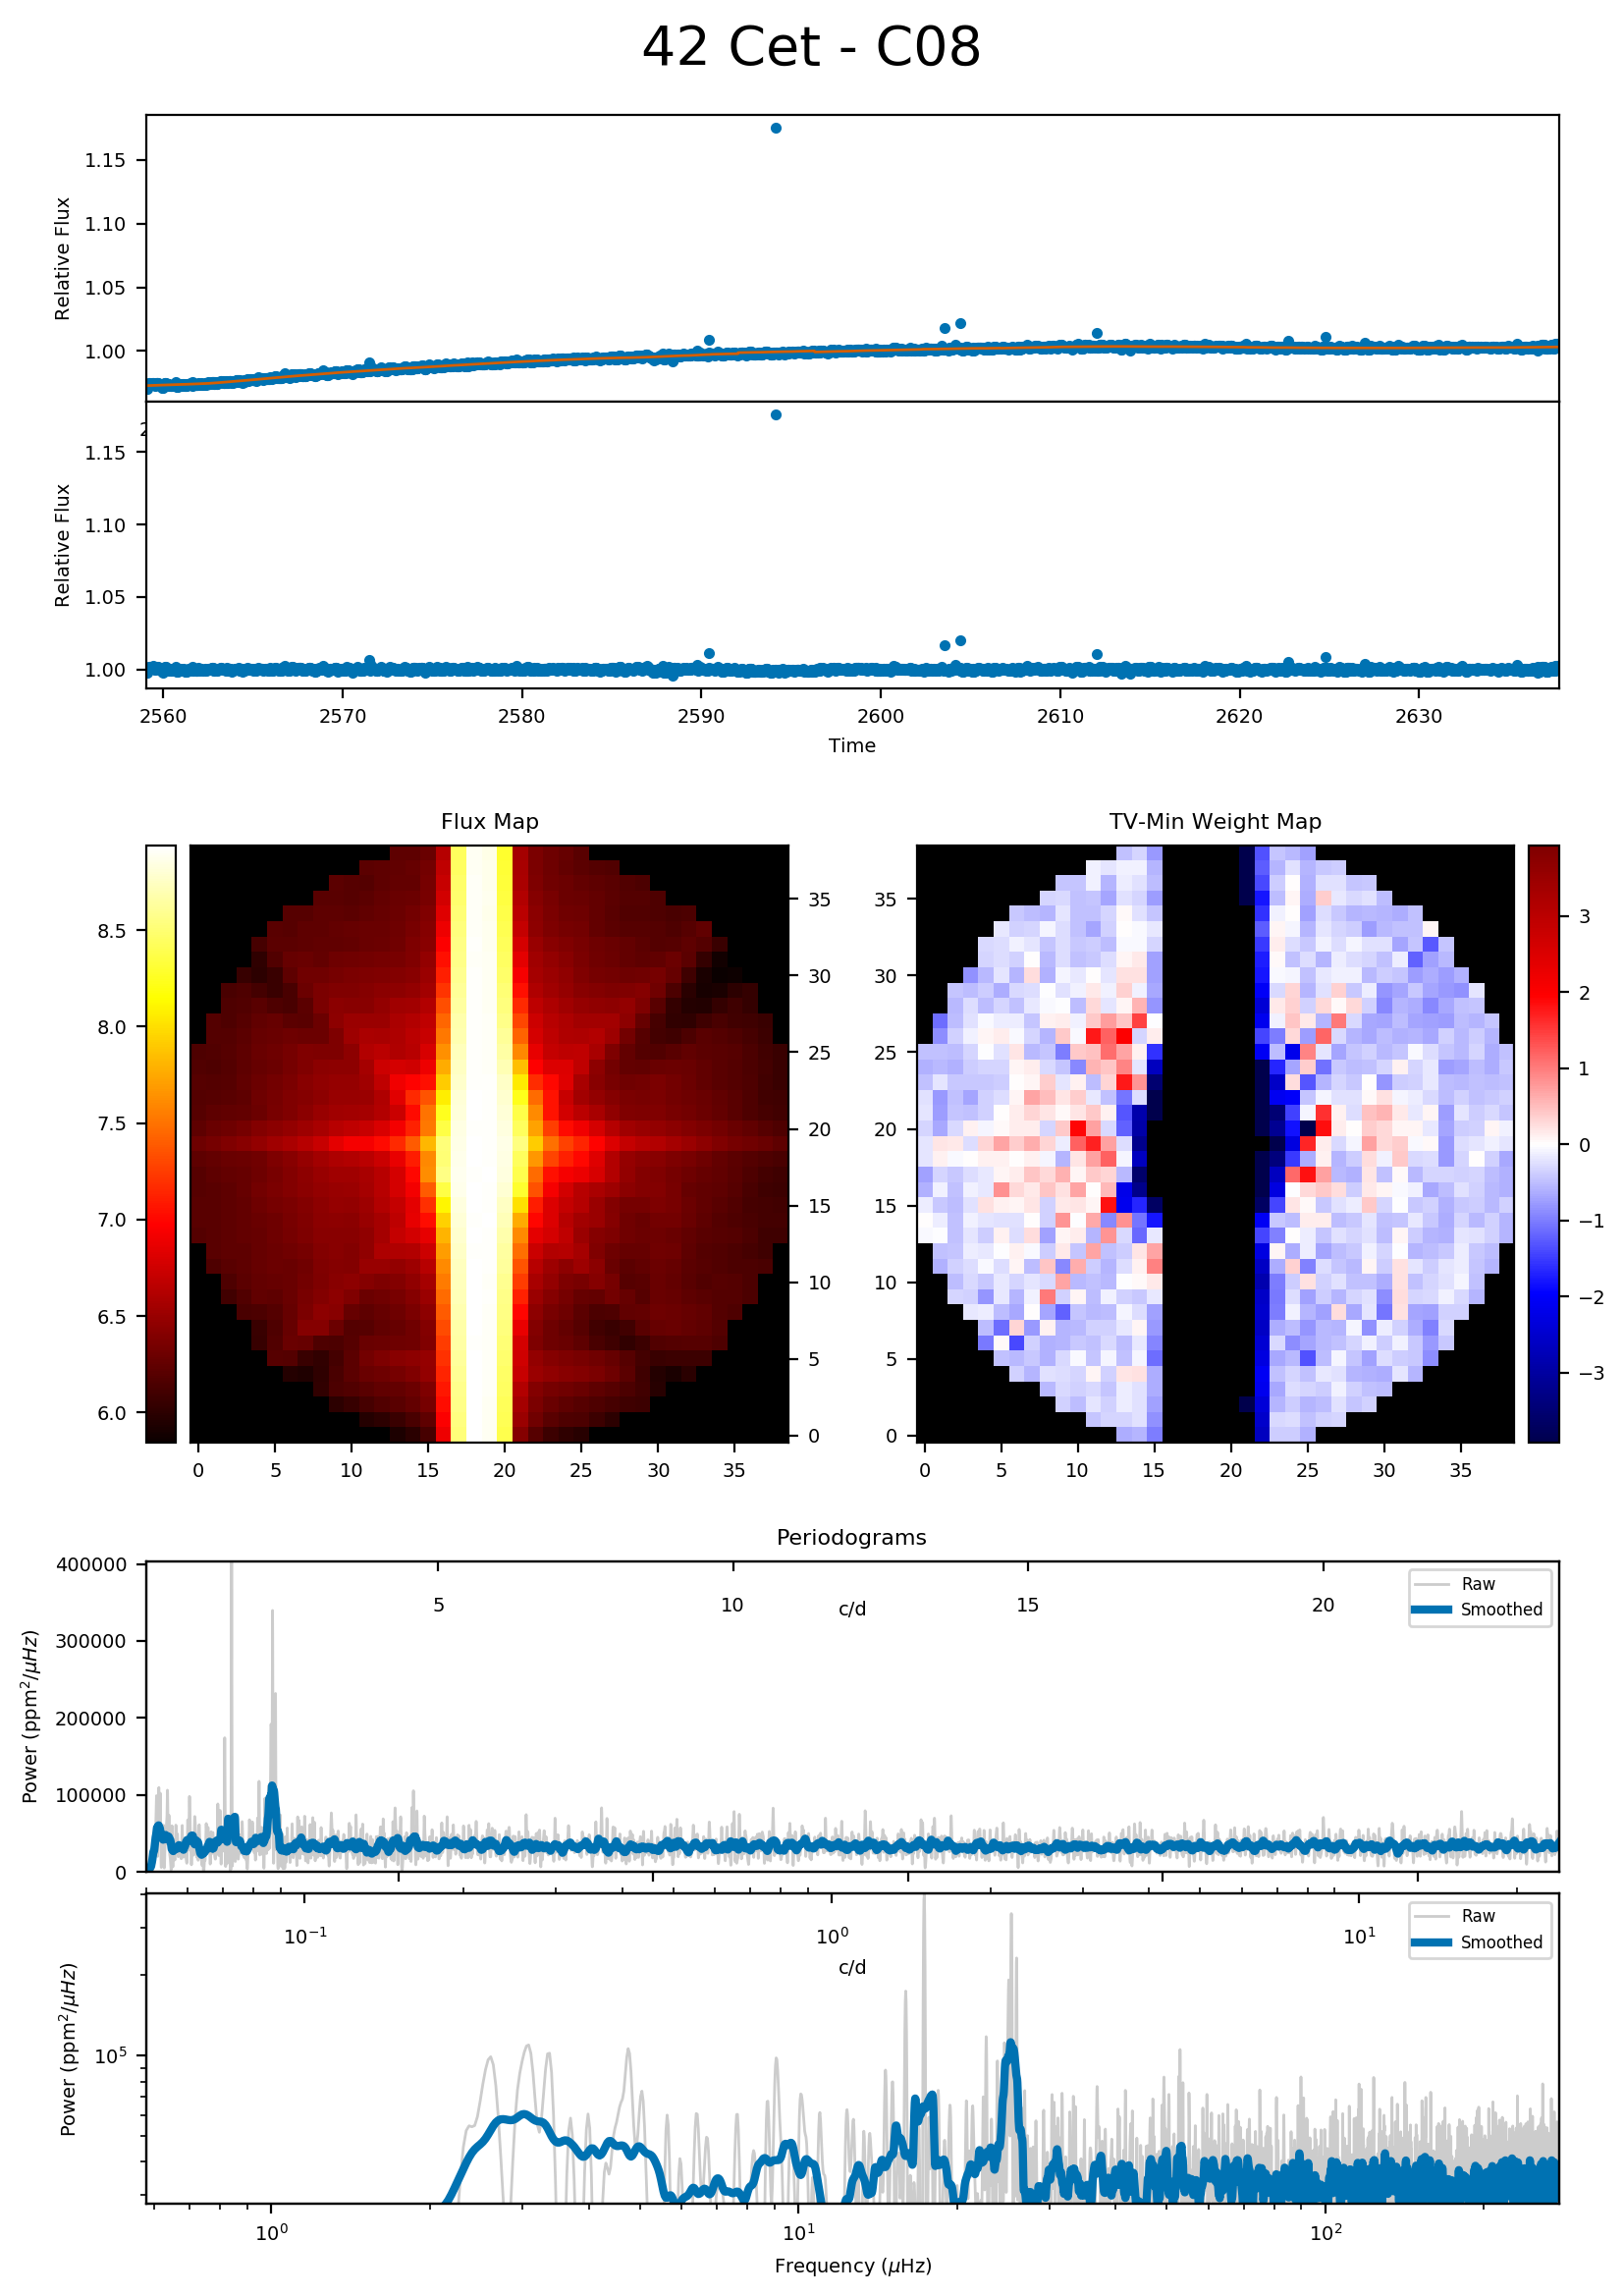 42 Cet - C08
1.15
1.10
1.05
1.00
Relative Flux
1.15
1.10
1.05
1.00
Relative Flux
2560 2570 2580 2590 2600 2610 2620 2630
Time
Flux Map
8.5
8.0
7.5
7.0
6.5
6.0
35
30
25
20
15
10
5
0
0 5 10 15 20 25 30 35
TV-Min Weight Map
35
30
25
20
15
10
5
0
0 5 10 15 20 25 30 35
3
2
1
0
−1
−2
−3
Periodograms
400000
300000
200000
100000
0
Power (ppm²/μHz)
5 10 15 20
c/d
Raw
Smoothed
10⁻¹ 10⁰ 10¹
c/d
Raw
Smoothed
10⁵
Power (ppm²/μHz)
10⁰ 10¹ 10²
Frequency (μHz)